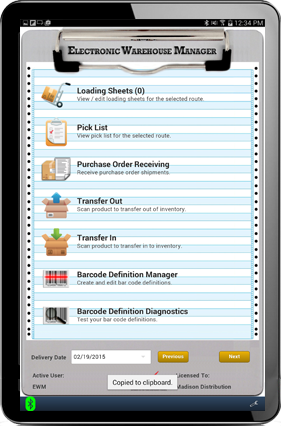 12:34 PM
ELECTRONIC WAREHOUSE MANAGER
Loading Sheets (0)
View / edit loading sheets for the selected route.
Pick List
View pick list for the selected route.
Purchase Order Receiving
Receive purchase order shipments.
Transfer Out
Scan product to transfer out of inventory.
Transfer In
Scan product to transfer in to inventory.
Barcode Definition Manager
Create and edit bar code definitions.
Barcode Definition Diagnostics
Test your bar code definitions.
Delivery Date 02/19/2015 Previous Next
Active User: Licensed To:
Copied to clipboard.
EWM Madison Distribution